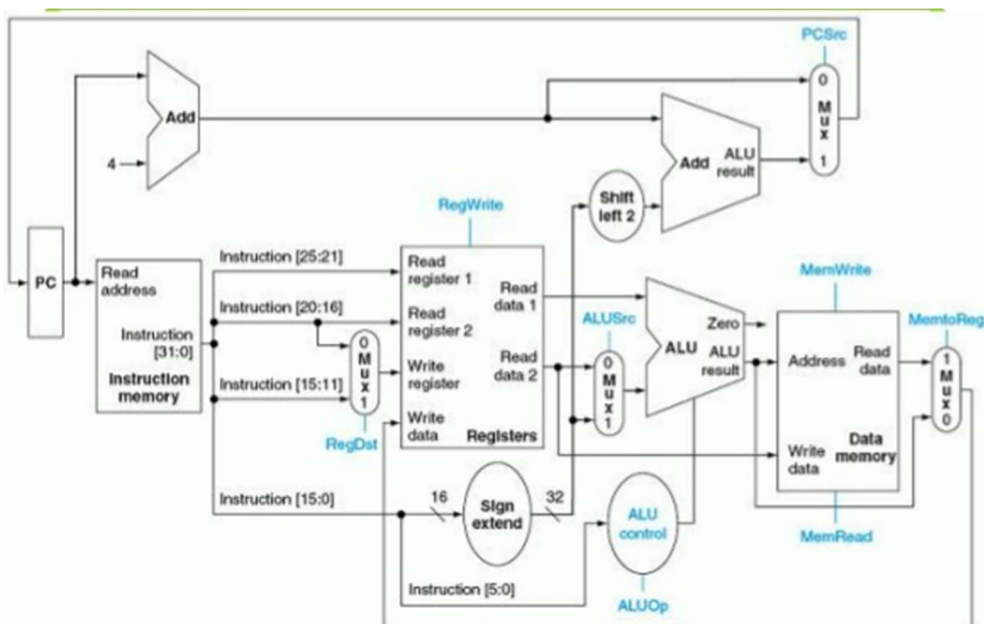 PCSrc
0
M
u
x
1
Add
4
Add
ALU
result
Shift
left 2
RegWrite
PC
Read
address
Instruction
[31:0]
Instruction
memory
Instruction [25:21]
Instruction [20:16]
Instruction [15:11]
0
M
u
x
1
RegDst
Read
register 1
Read
register 2
Write
register
Write
data
Read
data 1
Read
data 2
Registers
ALUSrc
0
M
u
x
1
Zero
ALU
ALU
result
MemWrite
Address
Read
data
Write
data
Data
memory
MemRead
MemtoReg
1
M
u
x
0
Instruction [15:0]
16
Sign
extend
32
ALU
control
Instruction [5:0]
ALUOp